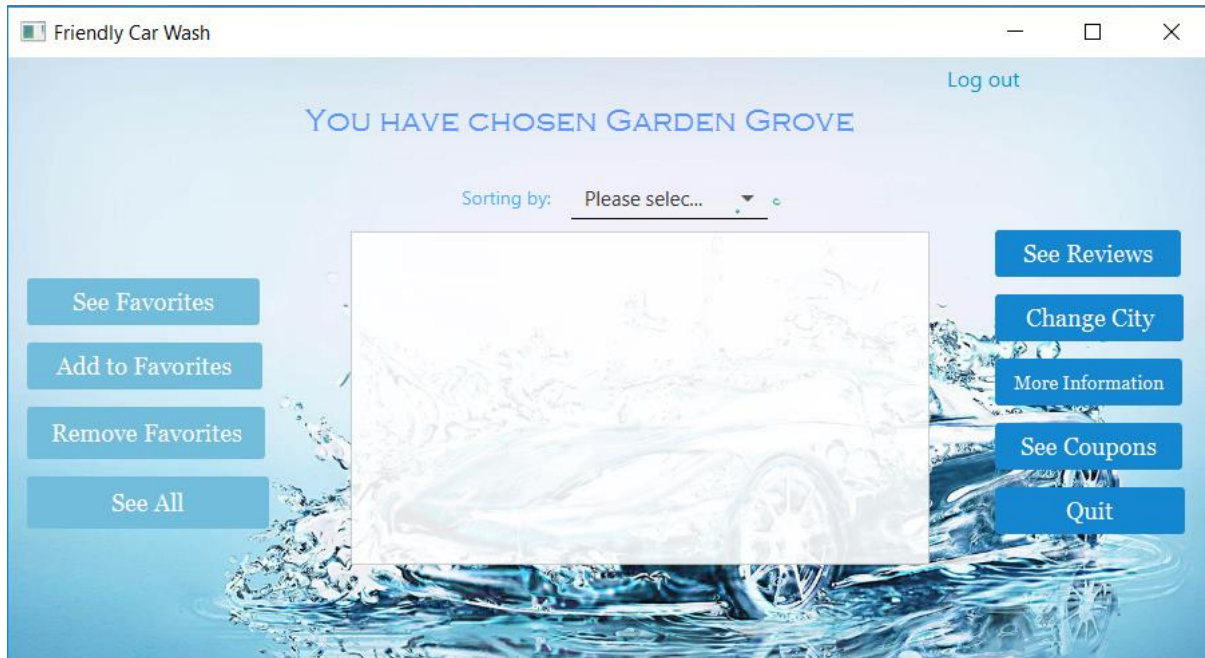 Friendly Car Wash
Log out
You have chosen Garden Grove
Sorting by: Please selec...
See Favorites
Add to Favorites
Remove Favorites
See All
See Reviews
Change City
More Information
See Coupons
Quit